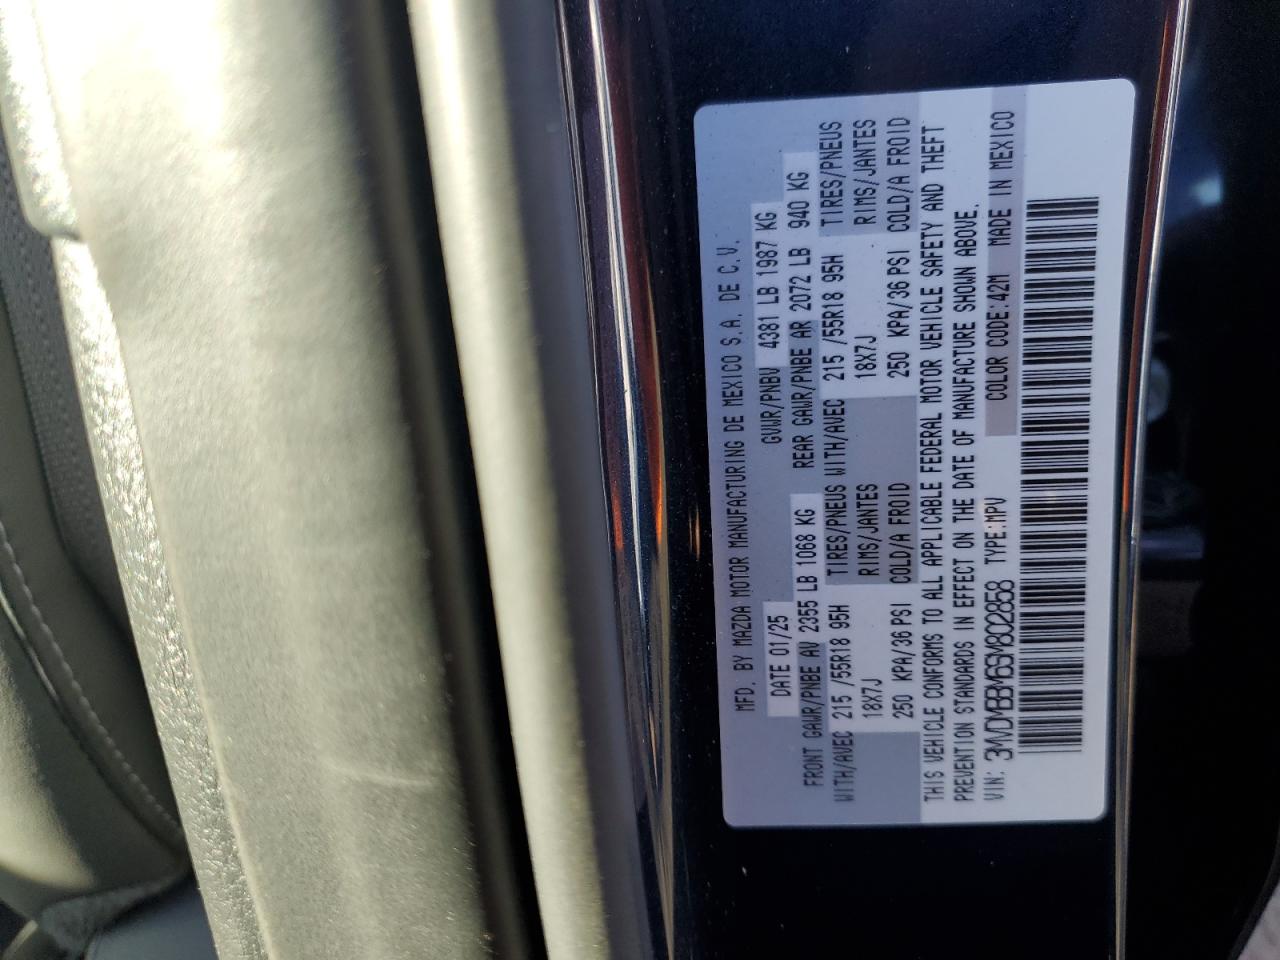 MFD. BY MAZDA MOTOR MANUFACTURING DE MEXICO S.A. DE C.V.
DATE 01/25 GVWR/PNBV 4381 LB 1987 KG
FRONT GAWR/PNBE AV 2355 LB 1068 KG REAR GAWR/PNBE AR 2072 LB 940 KG
WITH/AVEC 215 /55R18 95H TIRES/PNEUS WITH/AVEC 215 /55R18 95H TIRES/PNEUS
18X7J RIMS/JANTES 18X7J RIMS/JANTES
250 KPA/36 PSI COLD/A FROID 250 KPA/36 PSI COLD/A FROID
THIS VEHICLE CONFORMS TO ALL APPLICABLE FEDERAL MOTOR VEHICLE SAFETY AND THEFT
PREVENTION STANDARDS IN EFFECT ON THE DATE OF MANUFACTURE SHOWN ABOVE.
VIN: 3MVDMBBM6SM802858 TYPE:MPV COLOR CODE:42M MADE IN MEXICO